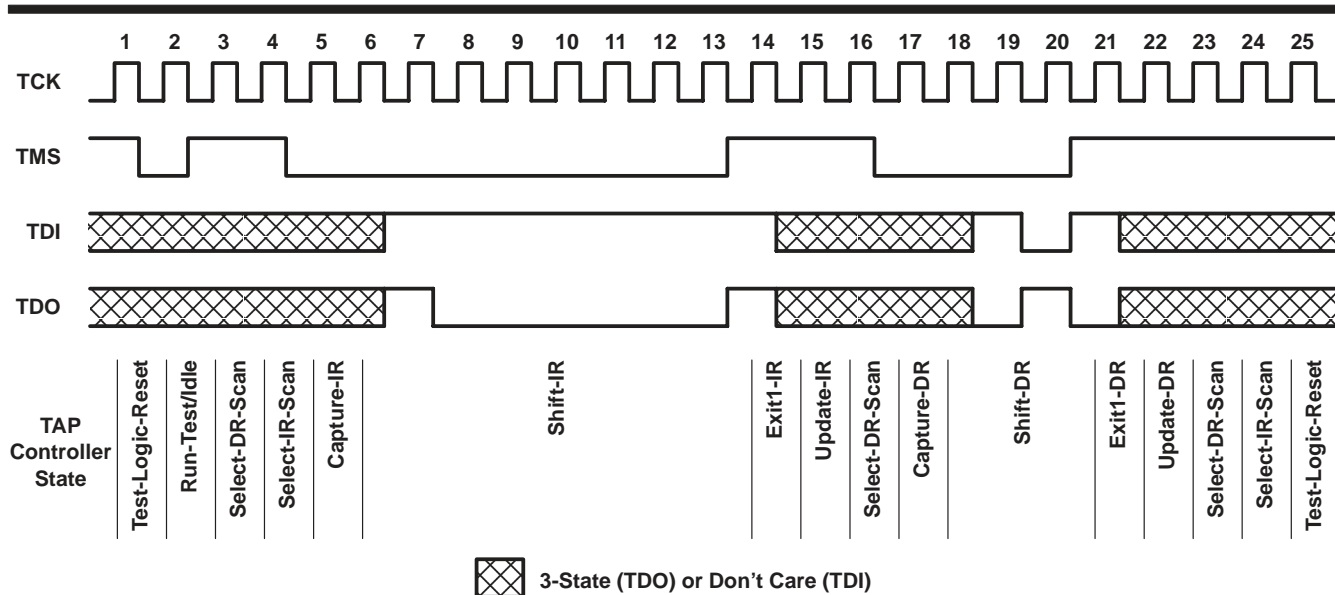 1 2 3 4 5 6 7 8 9 10 11 12 13 14 15 16 17 18 19 20 21 22 23 24 25
TCK
TMS
TDI
TDO
TAP
Controller
State
Test-Logic-Reset
Run-Test/Idle
Select-DR-Scan
Select-IR-Scan
Capture-IR
Shift-IR
Exit1-IR
Update-IR
Select-DR-Scan
Capture-DR
Shift-DR
Exit1-DR
Update-DR
Select-DR-Scan
Select-IR-Scan
Test-Logic-Reset
3-State (TDO) or Don't Care (TDI)